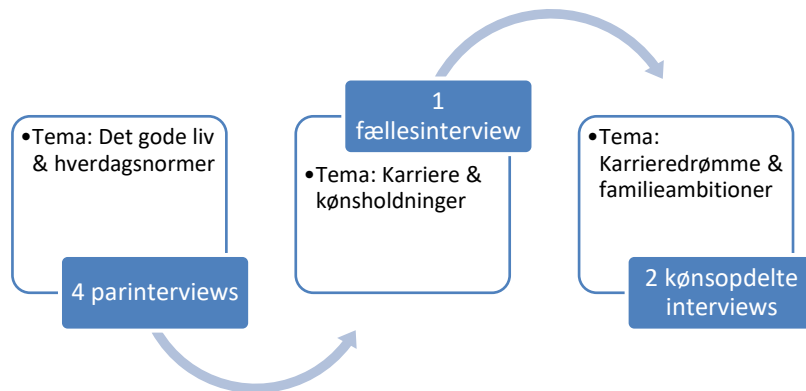 •Tema: Det gode liv
& hverdagsnormer
4 parinterviews
1
fællesinterview
•Tema: Karriere &
kønsholdninger
•Tema:
Karrieredrømme &
familieambitioner
2 kønsopdelte
interviews